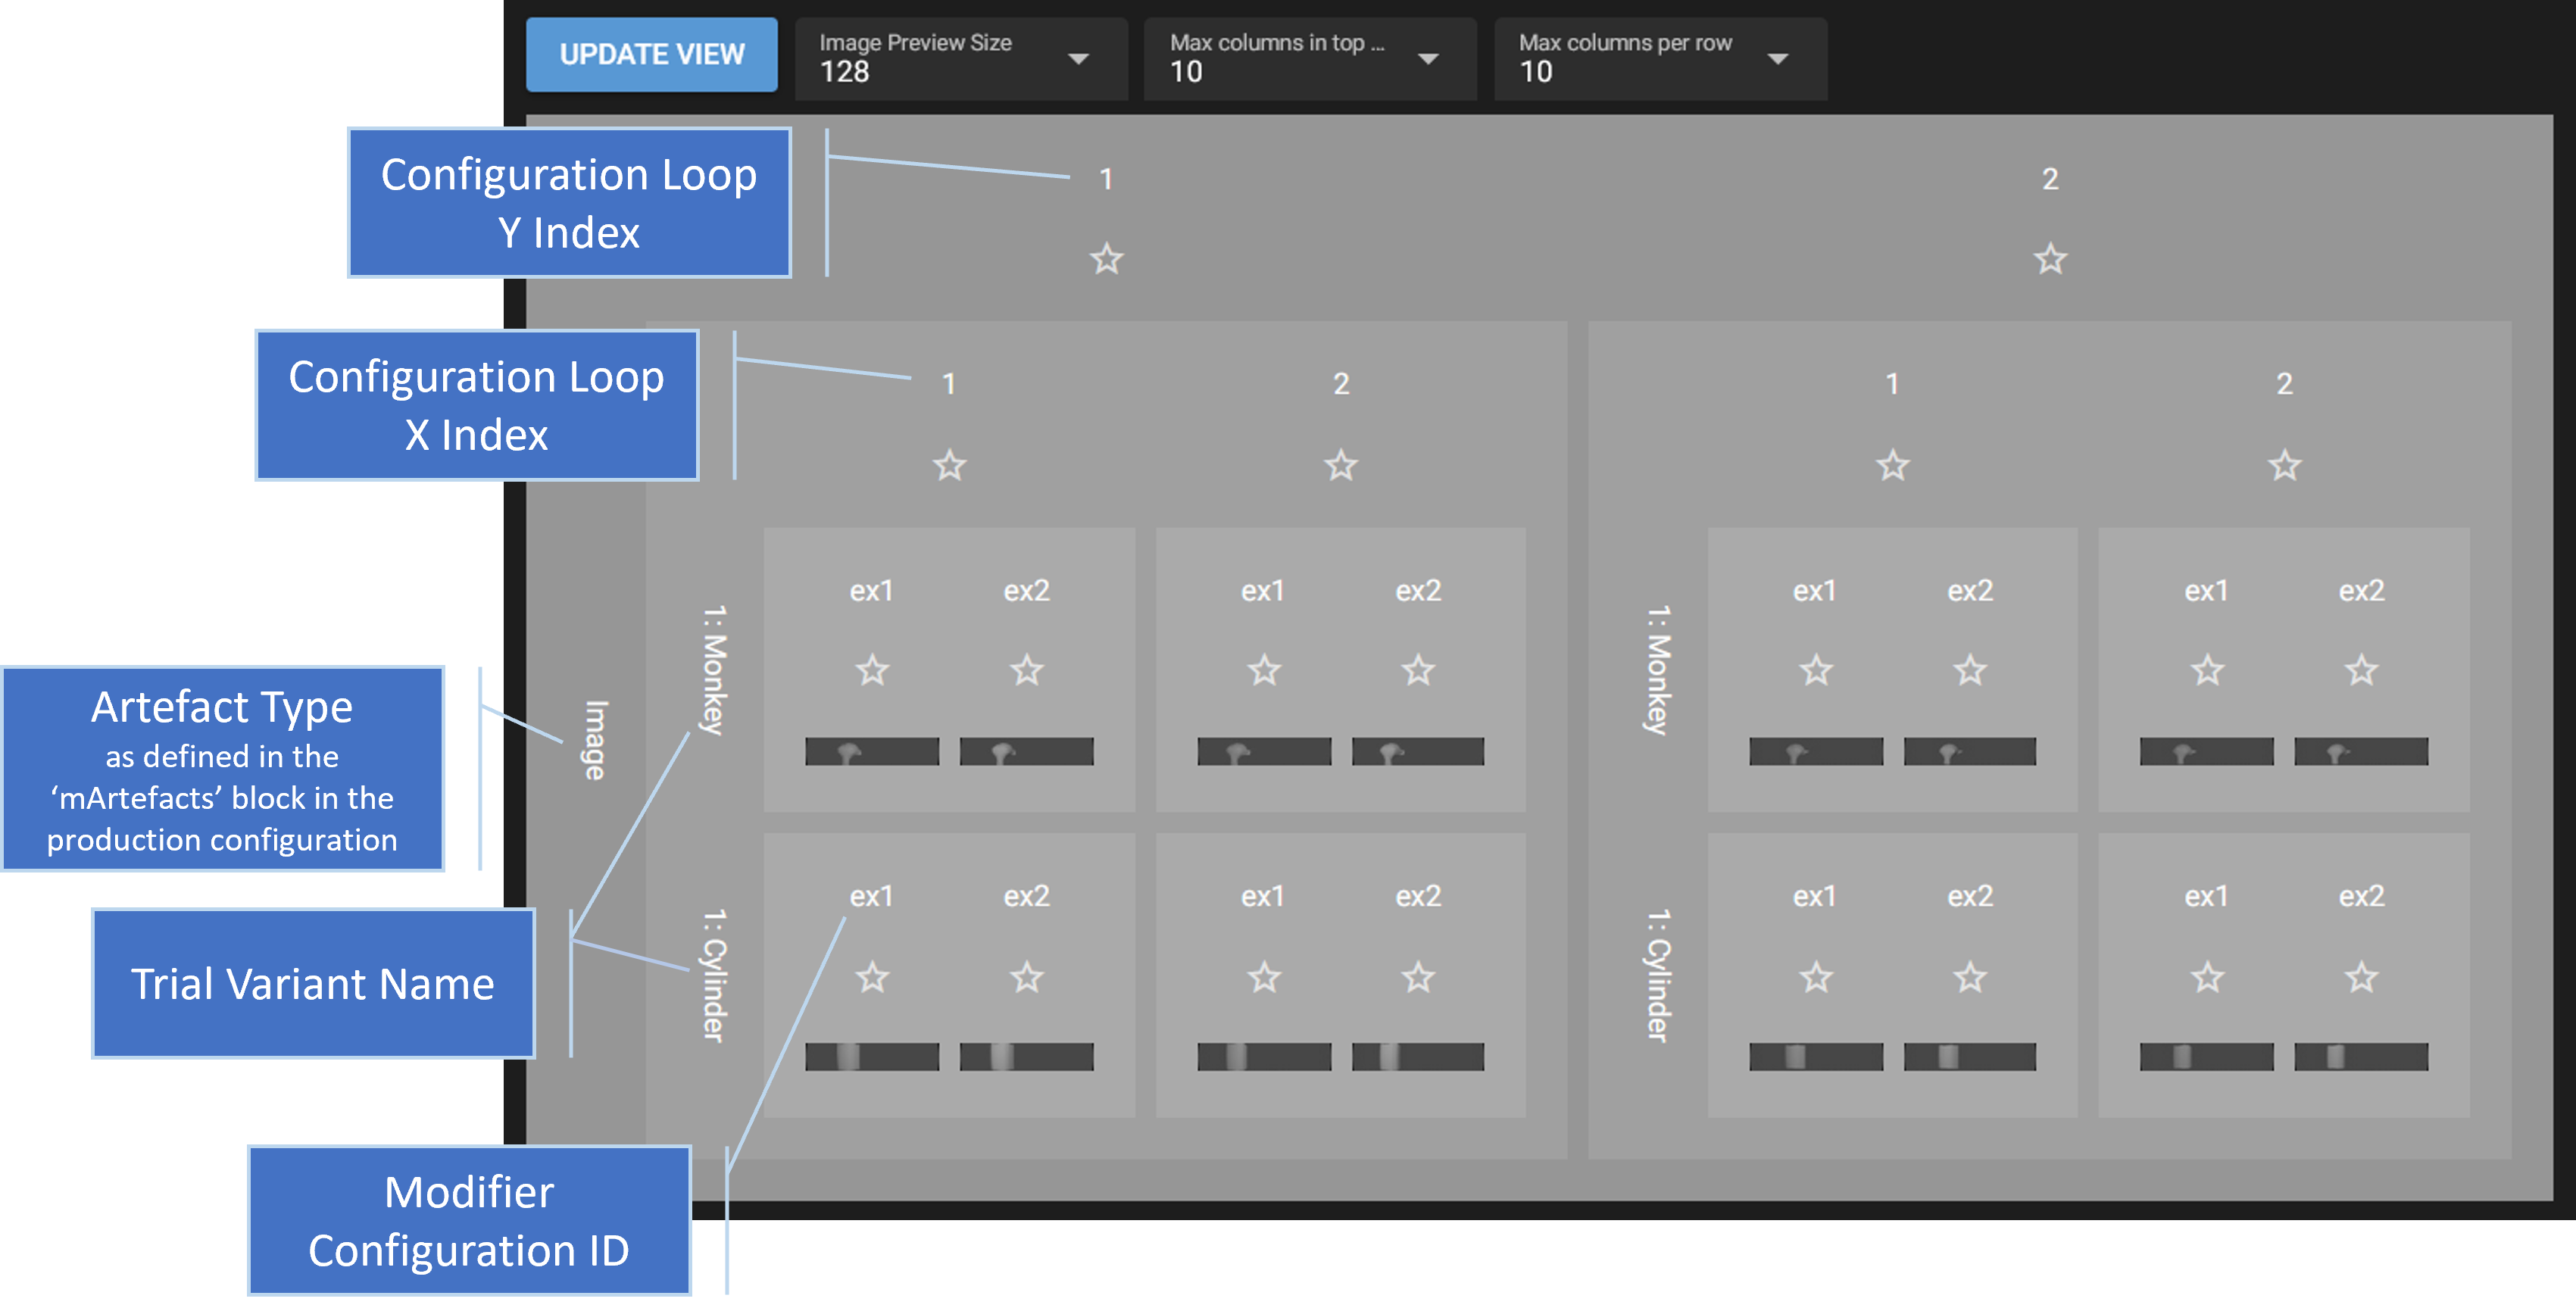 UPDATE VIEW
Image Preview Size
128
Max columns in top ...
10
Max columns per row
10
Configuration Loop
Y Index
1
2
Configuration Loop
X Index
1
2
1
2
Artefact Type
as defined in the
‘mArtefacts’ block in the
production configuration
Image
1: Monkey
ex1
ex2
ex1
ex2
1: Monkey
ex1
ex2
ex1
ex2
Trial Variant Name
1: Cylinder
ex1
ex2
ex1
ex2
1: Cylinder
ex1
ex2
ex1
ex2
Modifier
Configuration ID